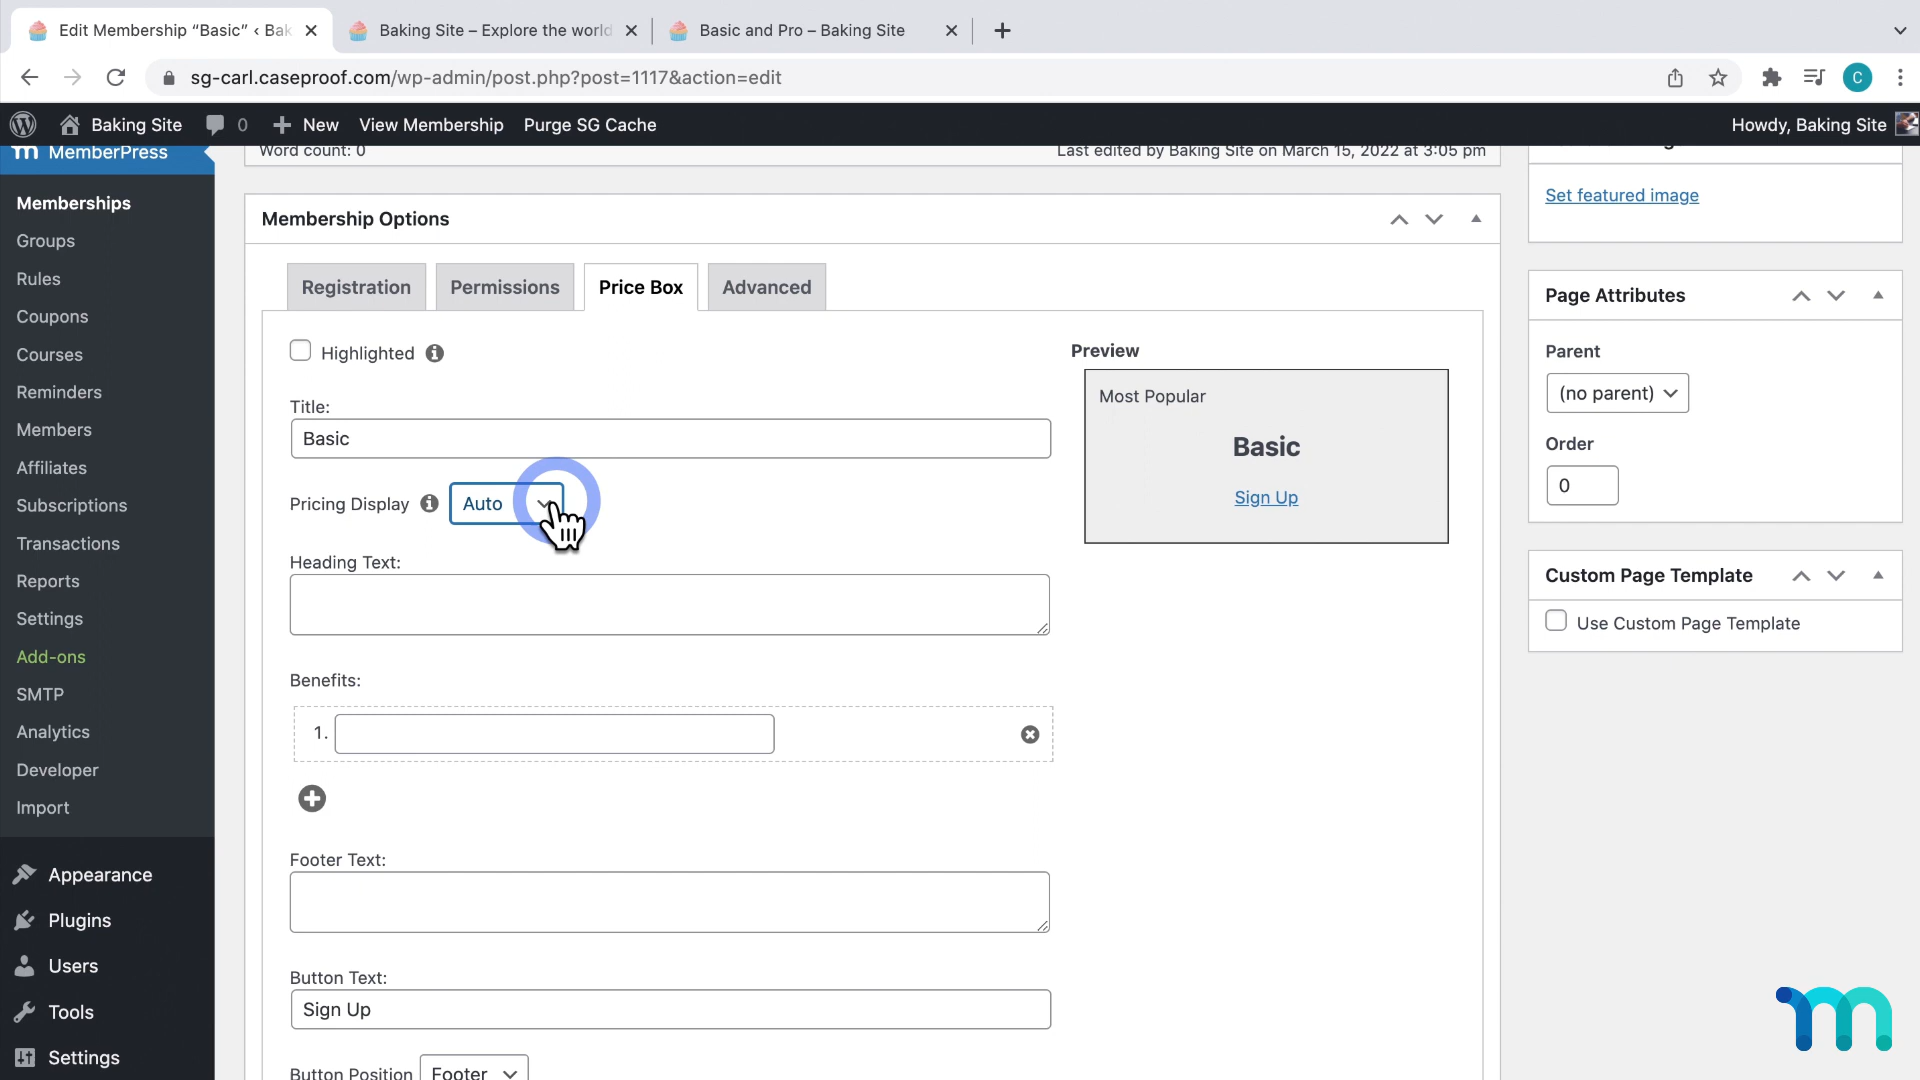 Edit Membership “Basic” ‹ Bak
Baking Site – Explore the world
Basic and Pro – Baking Site
sg-carl.caseproof.com/wp-admin/post.php?post=1117&action=edit
C
Baking Site
0
New
View Membership
Purge SG Cache
Howdy, Baking Site
MemberPress
Memberships
Groups
Rules
Coupons
Courses
Reminders
Members
Affiliates
Subscriptions
Transactions
Reports
Settings
Add-ons
SMTP
Analytics
Developer
Import
Appearance
Plugins
Users
Tools
Settings
Word count: 0
Last edited by Baking Site on March 15, 2022 at 3:05 pm
Membership Options
Registration
Permissions
Price Box
Advanced
Highlighted
Title:
Basic
Pricing Display
Auto
Heading Text:
Benefits:
1.
Footer Text:
Button Text:
Sign Up
Button Position
Footer
Preview
Most Popular
Basic
Sign Up
Set featured image
Page Attributes
Parent
(no parent)
Order
0
Custom Page Template
Use Custom Page Template